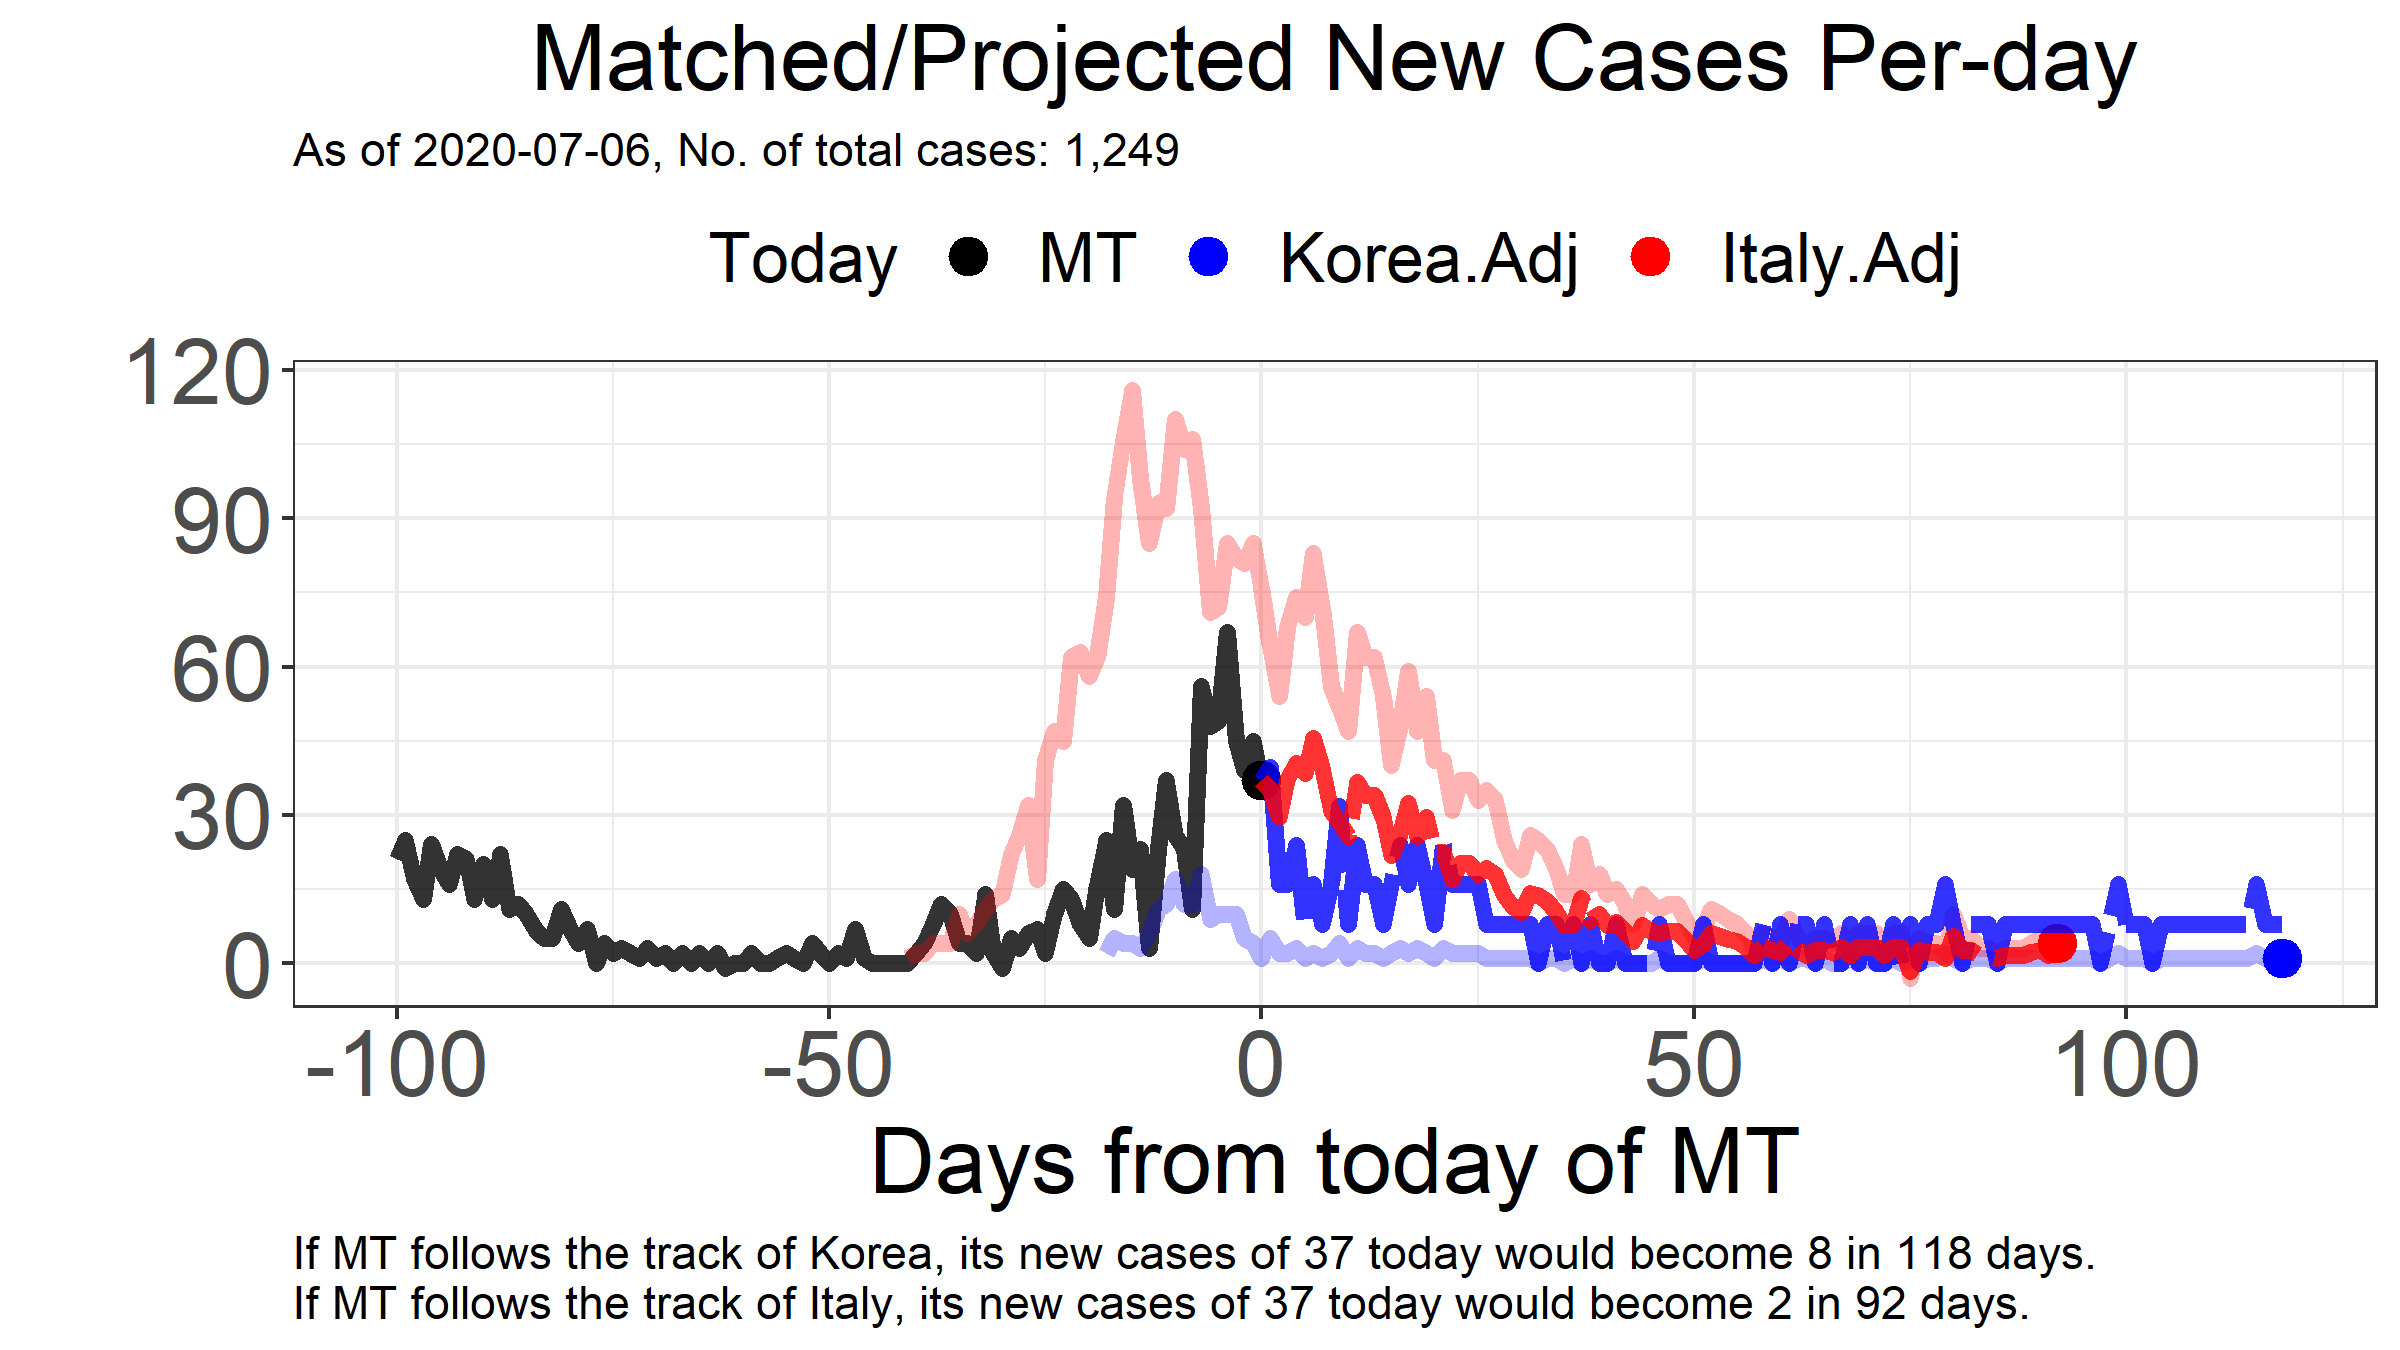 Matched/Projected New Cases Per-day
As of 2020-07-06, No. of total cases: 1,249
Today MT Korea.Adj Italy.Adj
120
90
60
30
0
-100 -50 0 50 100
Days from today of MT
If MT follows the track of Korea, its new cases of 37 today would become 8 in 118 days.
If MT follows the track of Italy, its new cases of 37 today would become 2 in 92 days.